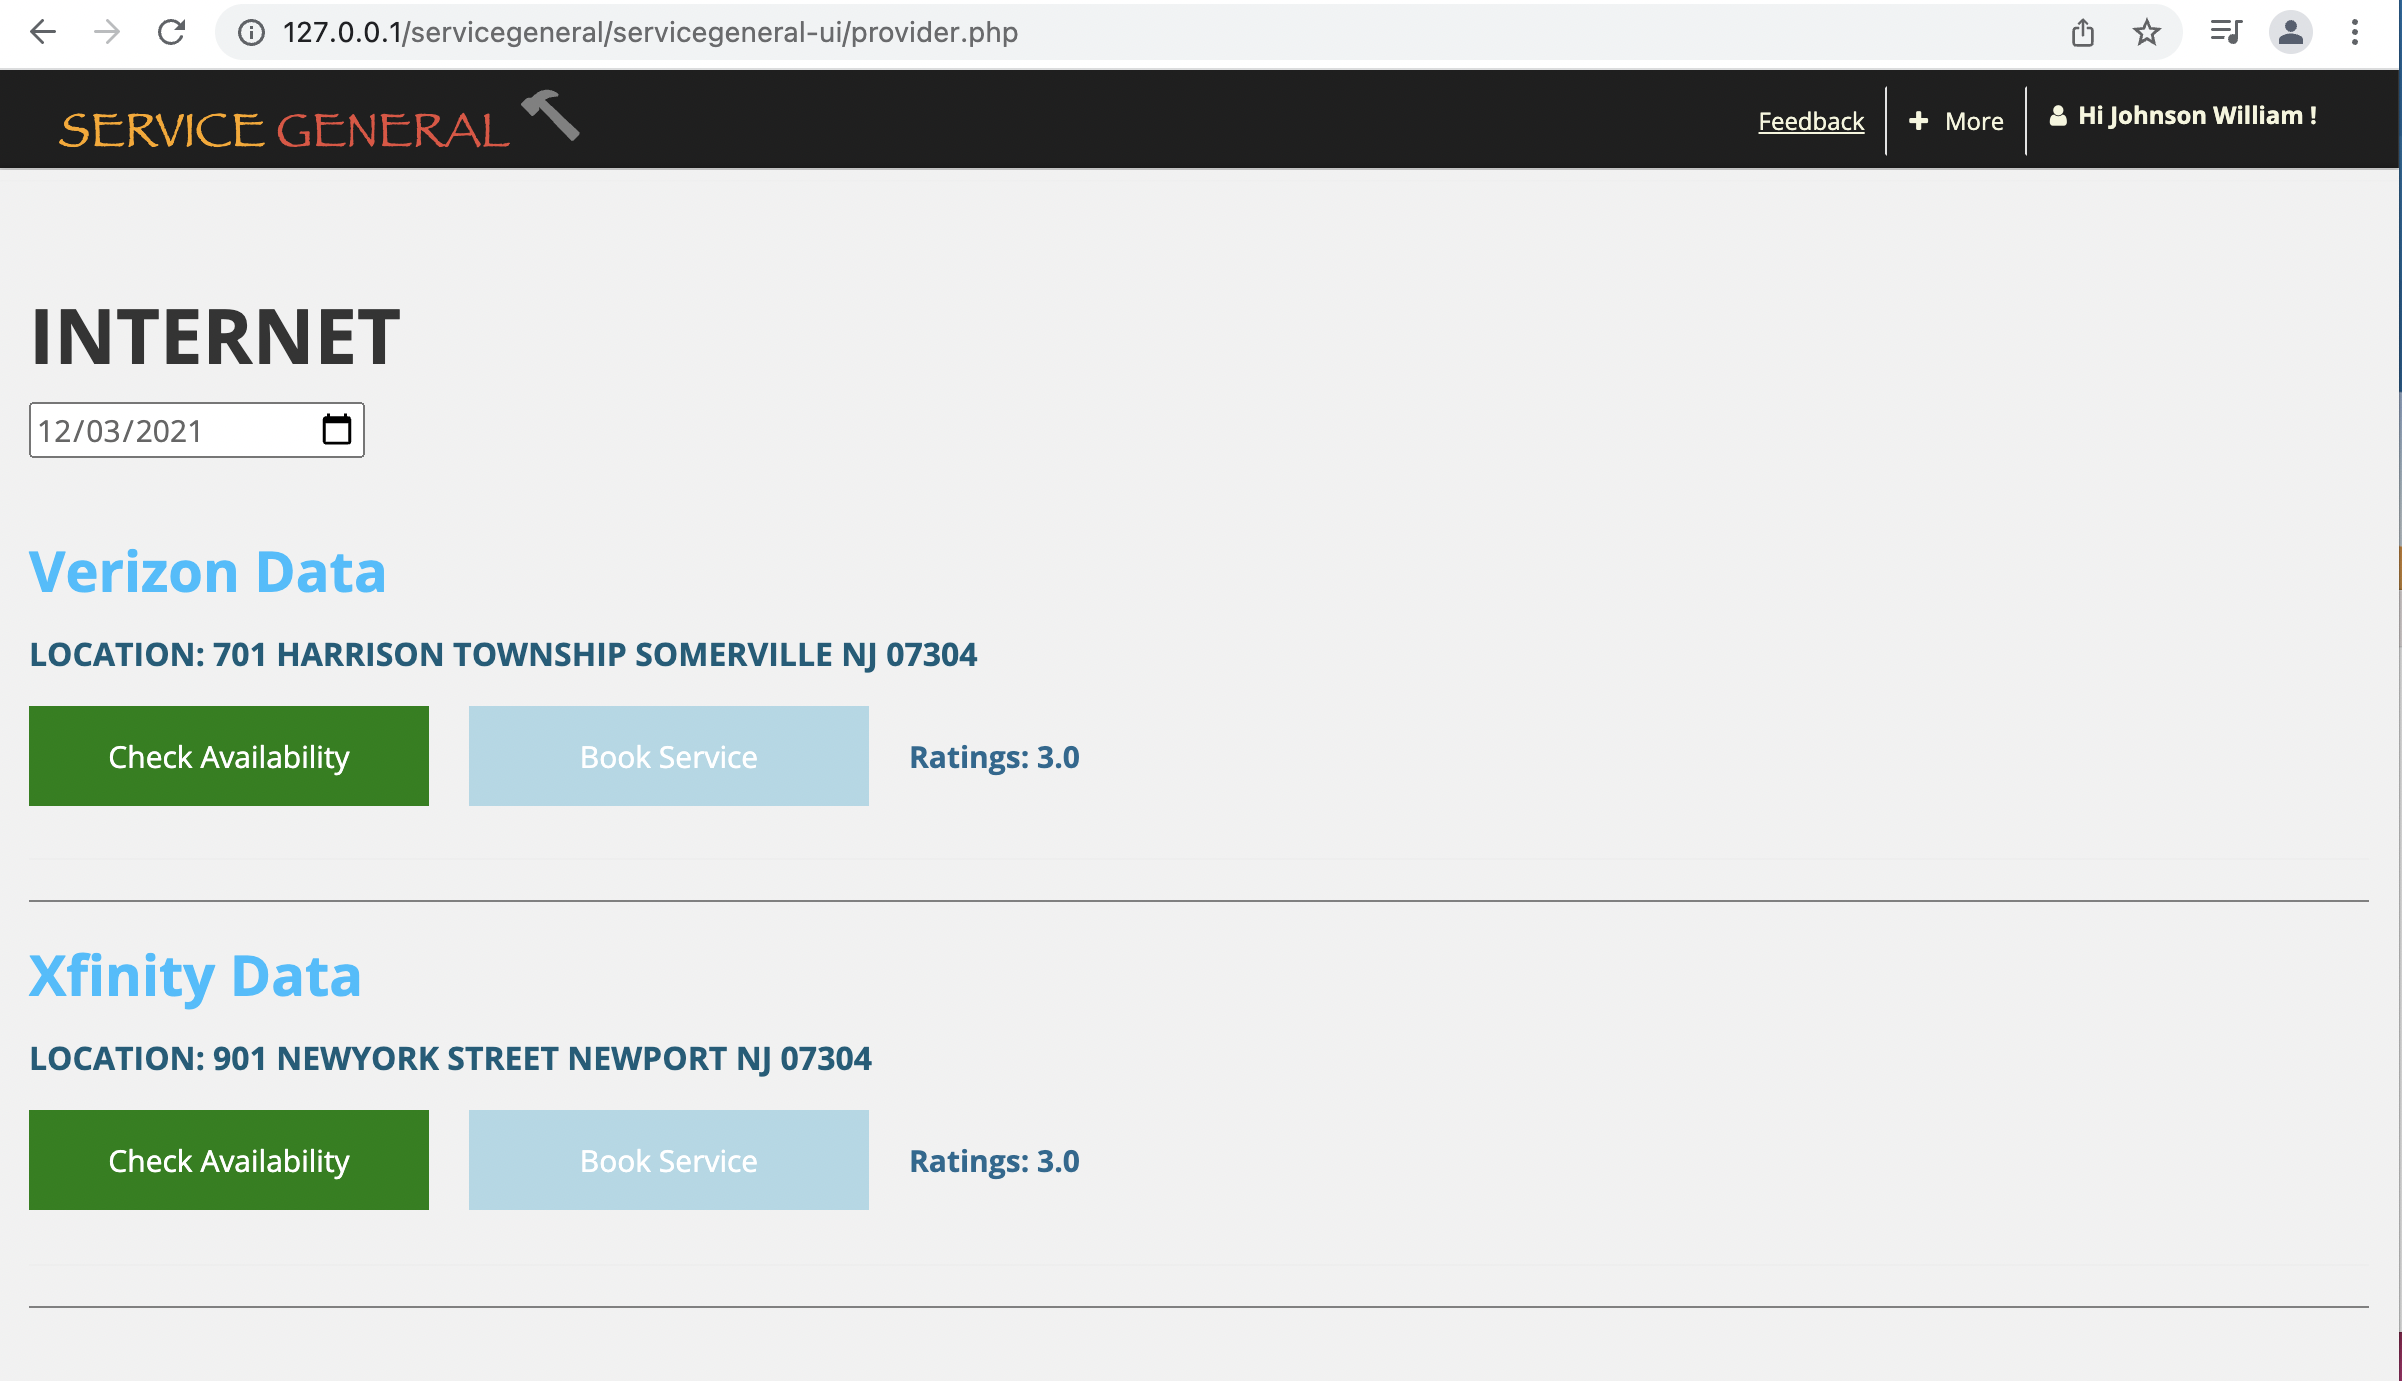 127.0.0.1/servicegeneral/servicegeneral-ui/provider.php
SERVICE GENERAL
Feedback
+ More
Hi Johnson William !
INTERNET
12/03/2021
Verizon Data
LOCATION: 701 HARRISON TOWNSHIP SOMERVILLE NJ 07304
Check Availability
Book Service
Ratings: 3.0
Xfinity Data
LOCATION: 901 NEWYORK STREET NEWPORT NJ 07304
Check Availability
Book Service
Ratings: 3.0